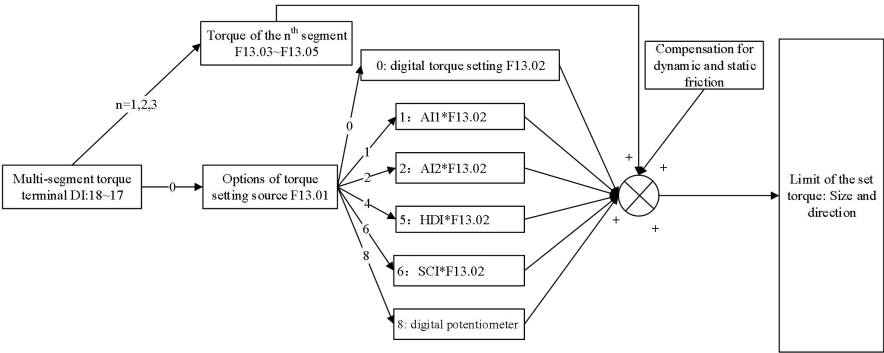 Torque of the nth segment
F13.03~F13.05
n=1,2,3
Multi-segment torque
terminal DI:18~17
0
Options of torque
setting source F13.01
0
1
2
4
6
8
0: digital torque setting F13.02
1: AI1*F13.02
2: AI2*F13.02
5: HDI*F13.02
6: SCI*F13.02
8: digital potentiometer
Compensation for
dynamic and static
friction
+
+
+
+
Limit of the set
torque: Size and
direction